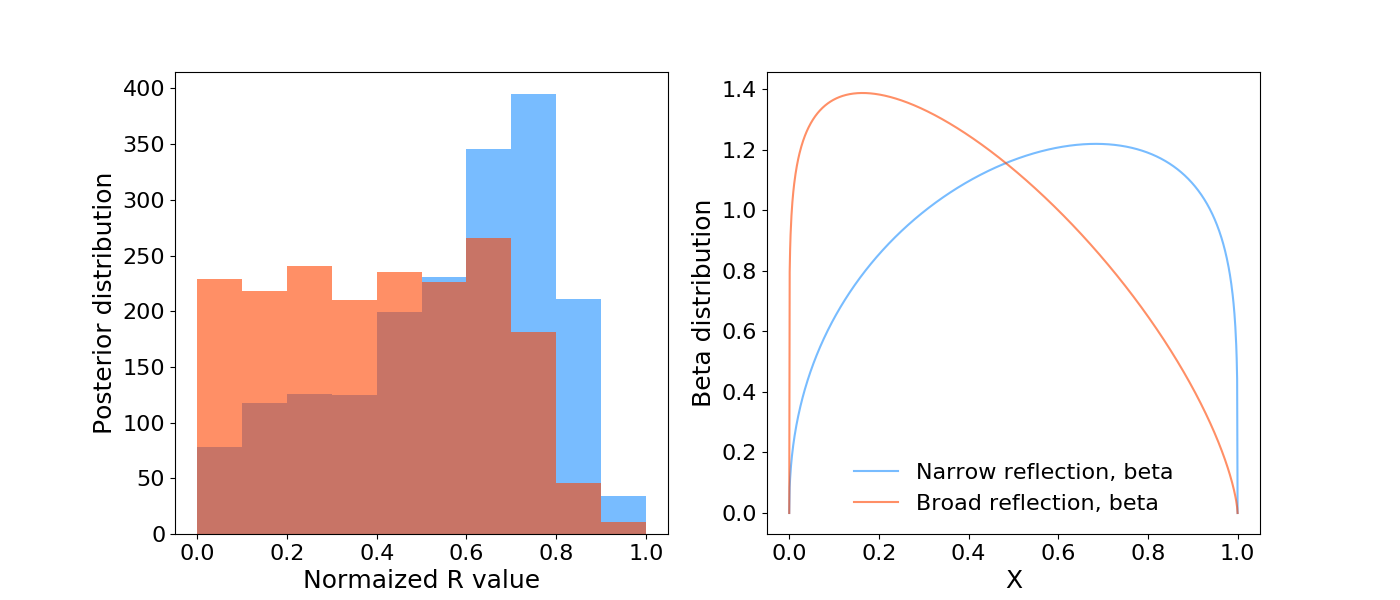 400
350
300
250
200
150
100
50
0
Posterior distribution
0.0 0.2 0.4 0.6 0.8 1.0
Normaized R value
1.4
1.2
1.0
0.8
0.6
0.4
0.2
0.0
Beta distribution
Narrow reflection, beta
Broad reflection, beta
0.0 0.2 0.4 0.6 0.8 1.0
X